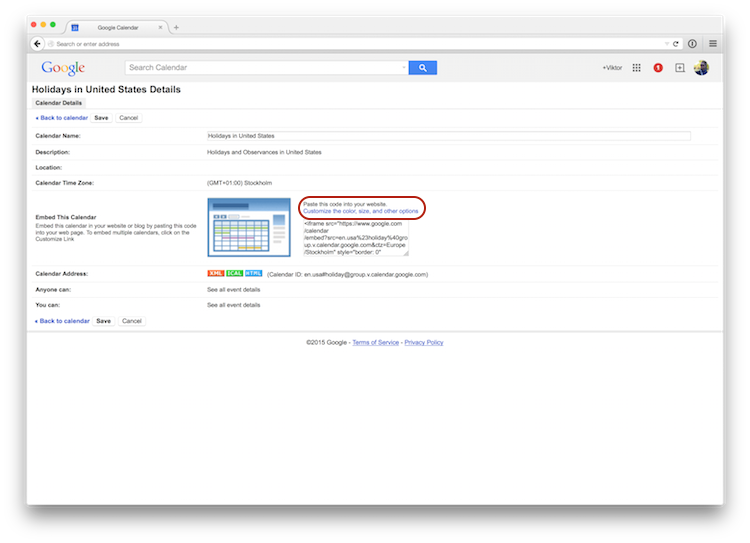 Google Calendar
Search or enter address
Google
Search Calendar
+Viktor
1
Holidays in United States Details
Calendar Details
« Back to calendar Save Cancel
Calendar Name: Holidays in United States
Description: Holidays and Observances in United States
Location:
Calendar Time Zone: (GMT+01:00) Stockholm
Embed This Calendar
Embed this calendar in your website or blog by pasting this code
into your web page. To embed multiple calendars, click on the
Customize Link
Paste this code into your website.
Customize the color, size, and other options
<iframe src="https://www.google.com
/calendar
/embed?src=en.usa%23holiday%40gro
up.v.calendar.google.com&ctz=Europe
/Stockholm" style="border: 0"
Calendar Address: XML ICAL HTML (Calendar ID: en.usa#holiday@group.v.calendar.google.com)
Anyone can: See all event details
You can: See all event details
« Back to calendar Save Cancel
©2015 Google - Terms of Service - Privacy Policy